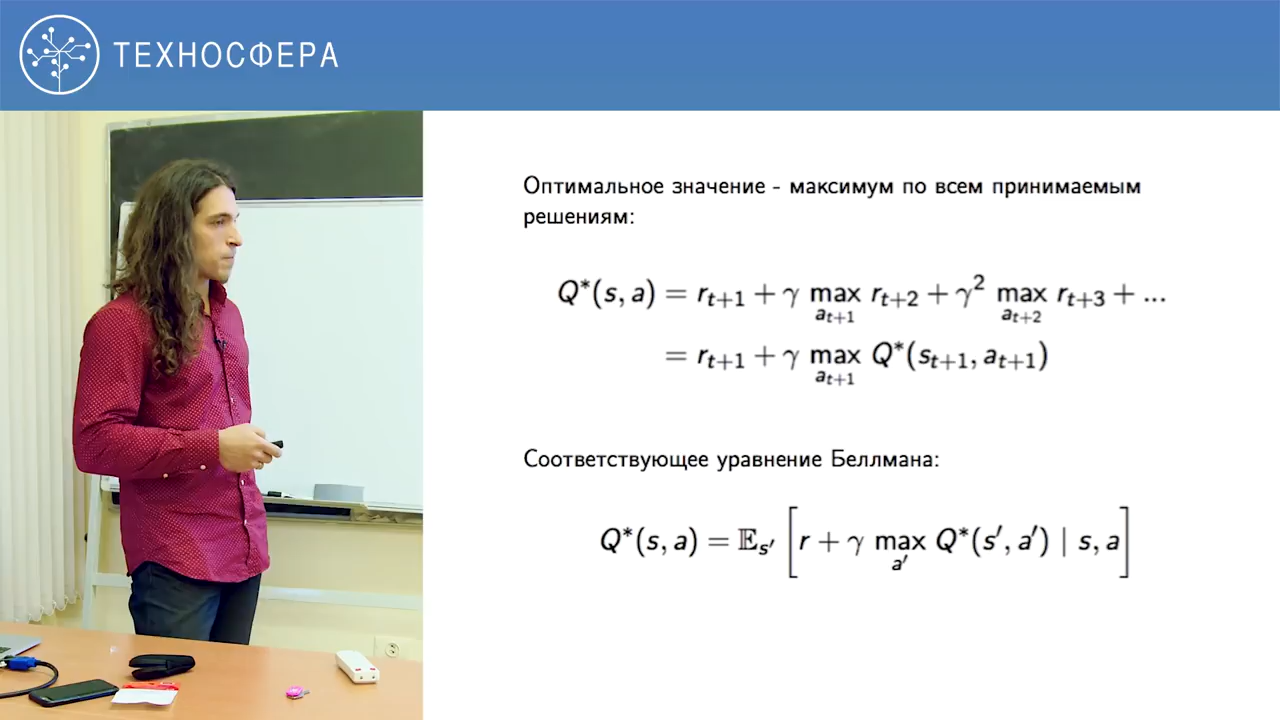 ТЕХНОСФЕРА
Оптимальное значение - максимум по всем принимаемым
решениям:
Q*(s, a) = r_{t+1} + γ max_{a_{t+1}} r_{t+2} + γ² max_{a_{t+2}} r_{t+3} + ...
= r_{t+1} + γ max_{a_{t+1}} Q*(s_{t+1}, a_{t+1})
Соответствующее уравнение Беллмана:
Q*(s, a) = 𝔼_{s′} [r + γ max_{a′} Q*(s′, a′) | s, a]